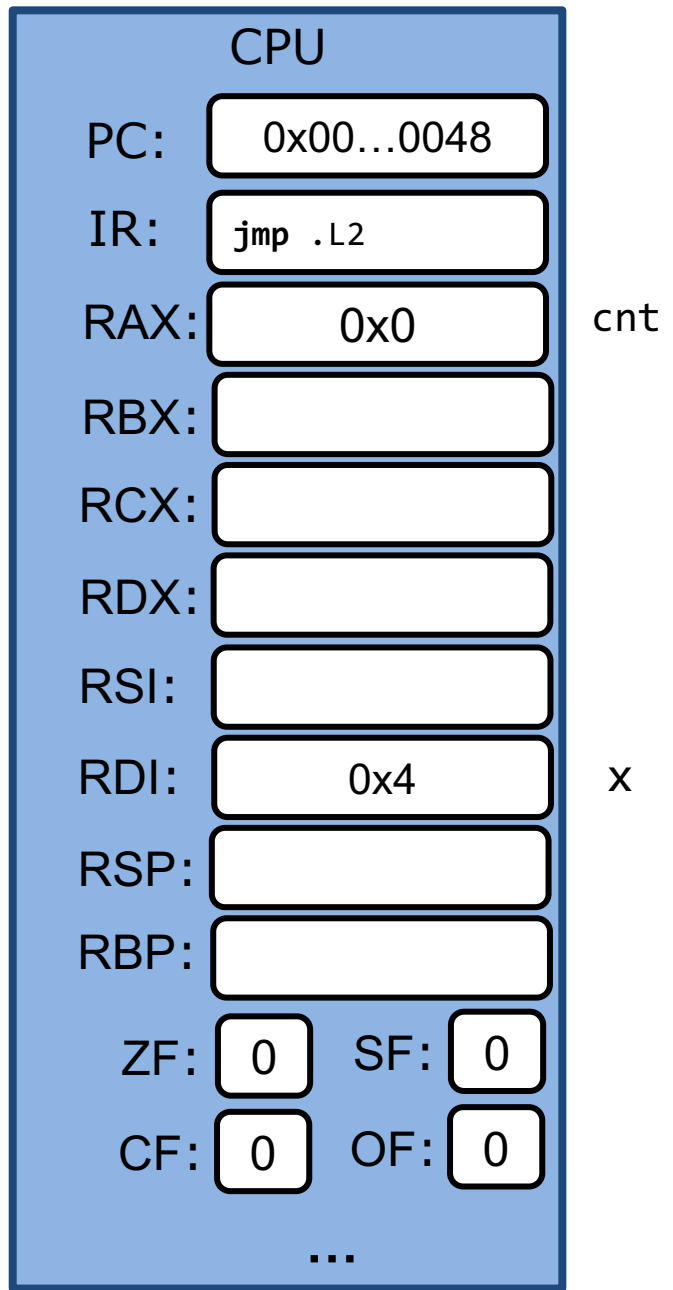 CPU
PC: 0x00...0048
IR: jmp .L2
RAX: 0x0 cnt
RBX:
RCX:
RDX:
RSI:
RDI: 0x4 x
RSP:
RBP:
ZF: 0 SF: 0
CF: 0 OF: 0
...